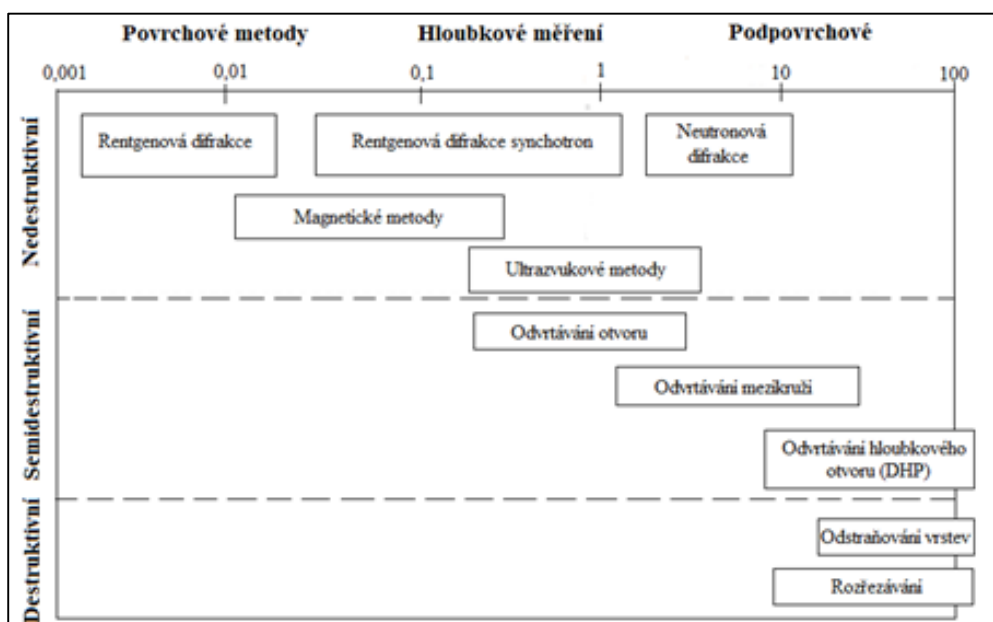 Povrchové metody Hloubkové měření Podpovrchové
0,001 0,01 0,1 1 10 100
Nedestruktivní
Rentgenová difrakce
Rentgenová difrakce synchotron
Neutronová
difrakce
Magnetické metody
Ultrazvukové metody
Semidestruktivní
Odvrtávání otvoru
Odvrtávání mezikruží
Odvrtávání hloubkového
otvoru (DHP)
Destruktivní
Odstraňování vrstev
Rozřezávání